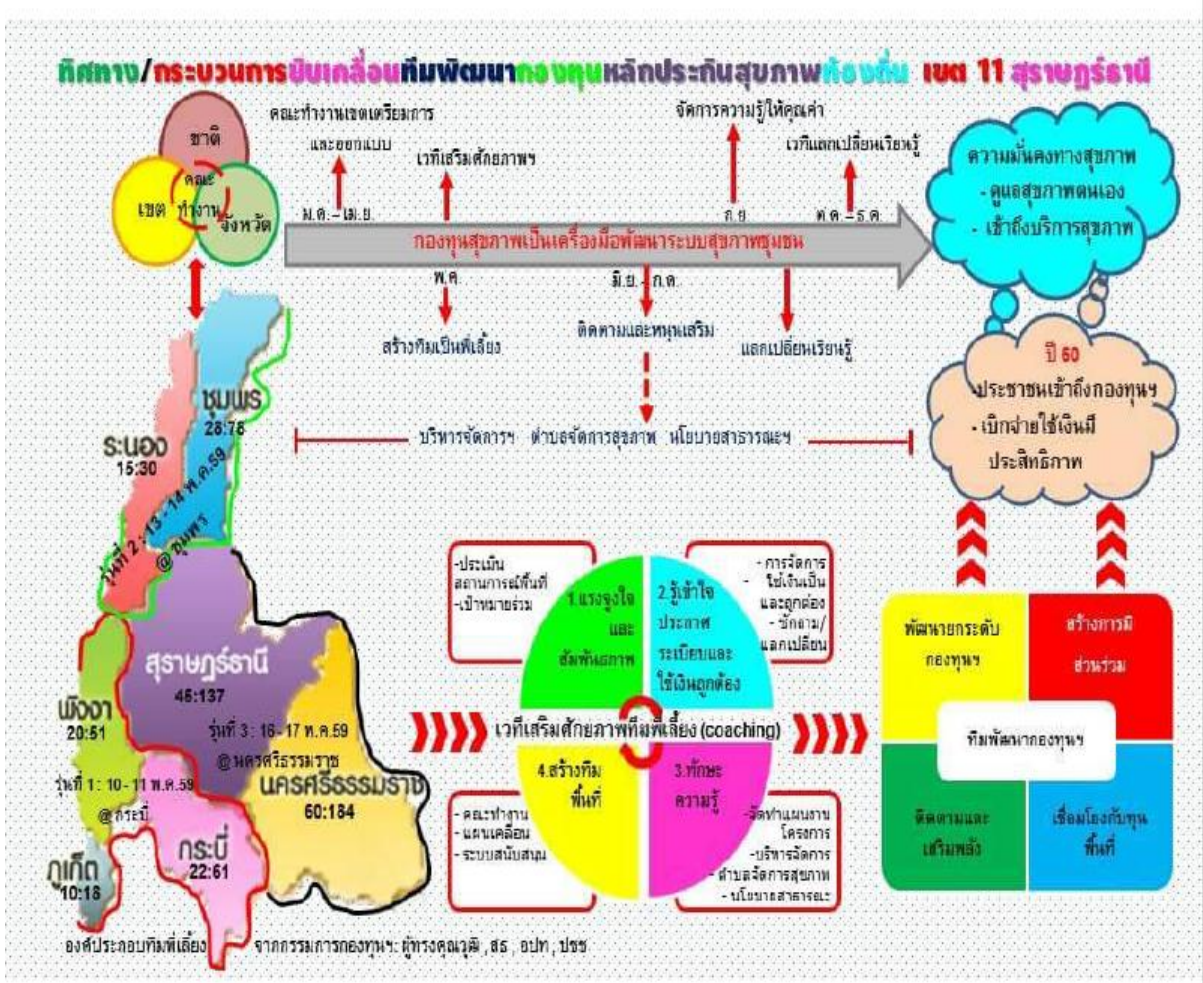 ทิศทาง/กระบวนการขับเคลื่อนทีมพัฒนากองทุนหลักประกันสุขภาพท้องถิ่น เขต 11 สุราษฎร์ธานี
ชาติ
เขต
คณะ
ทำงาน
จังหวัด
คณะทำงานเขตเตรียมการ
และออกแบบ
เวทีเสริมศักยภาพฯ
จัดการความรู้/ให้คุณค่า
เวทีแลกเปลี่ยนเรียนรู้
ม.ค.–เม.ย.
ก.ย
ต.ค.–ธ.ค.
กองทุนสุขภาพเป็นเครื่องมือพัฒนาระบบสุขภาพชุมชน
พ.ค.
มิ.ย.–ก.ค.
สร้างทีมเป็นพี่เลี้ยง
ติดตามและหนุนเสริม
แลกเปลี่ยนเรียนรู้
บริหารจัดการฯ ตำบลจัดการสุขภาพ นโยบายสาธารณะฯ
ความมั่นคงทางสุขภาพ
- ดูแลสุขภาพตนเอง
- เข้าถึงบริการสุขภาพ
ปี 60
-ประชาชนเข้าถึงกองทุนฯ
- เบิกจ่ายใช้เงินมี
ประสิทธิภาพ
ชุมพร
28:78
ระนอง
15:30
รุ่นที่ 2 : 13 - 14 พ.ค.59
@ชุมพร
สุราษฎร์ธานี
45:137
พังงา
20:51
รุ่นที่ 3 : 16 - 17 พ.ค.59
@นครศรีธรรมราช
นครศรีธรรมราช
60:184
รุ่นที่ 1 : 10 - 11 พ.ค.59
@กระบี่
กระบี่
22:61
ภูเก็ต
10:18
-ประเมิน
สถานการณ์พื้นที่
-เป้าหมายร่วม
1.แรงจูงใจ
และ
สัมพันธภาพ
2.รู้เข้าใจ
ประกาศ
ระเบียบและ
ใช้เงินถูกต้อง
- การจัดการ
- ใช้เงินเป็น
และถูกต้อง
- ซักถาม/
แลกเปลี่ยน
เวทีเสริมศักยภาพทีมพี่เลี้ยง (coaching)
4.สร้างทีม
พื้นที่
3.ทักษะ
ความรู้
- คณะทำงาน
- แผนเคลื่อน
- ระบบสนับสนุน
-จัดทำแผนงาน
โครงการ
-บริหารจัดการ
- ตำบลจัดการสุขภาพ
- นโยบายสาธารณะ
พัฒนายกระดับ
กองทุนฯ
สร้างการมี
ส่วนร่วม
ทีมพัฒนากองทุนฯ
ติดตามและ
เสริมพลัง
เชื่อมโยงกับทุน
พื้นที่
องค์ประกอบทีมพี่เลี้ยง จากกรรมการกองทุนฯ: ผู้ทรงคุณวุฒิ , สธ , อปท , ปชช